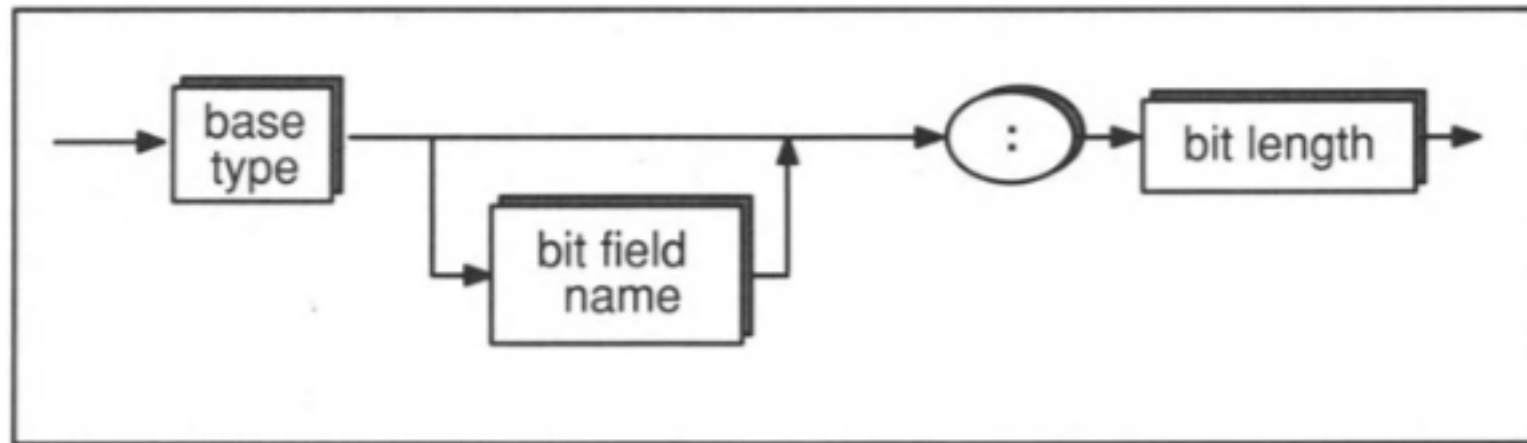 base
type
:
bit length
bit field
name